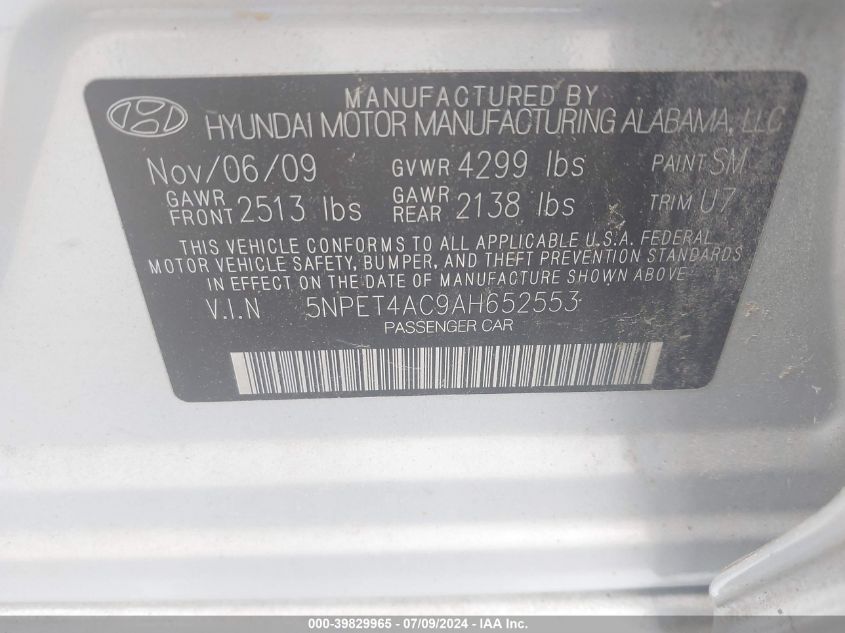 MANUFACTURED BY
HYUNDAI MOTOR MANUFACTURING ALABAMA, LLC
Nov/06/09 GVWR 4299 lbs PAINT SM
GAWR FRONT 2513 lbs GAWR REAR 2138 lbs TRIM U7
THIS VEHICLE CONFORMS TO ALL APPLICABLE U.S.A. FEDERAL
MOTOR VEHICLE SAFETY, BUMPER, AND THEFT PREVENTION STANDARDS
IN EFFECT ON THE DATE OF MANUFACTURE SHOWN ABOVE.
V.I.N 5NPET4AC9AH652553
PASSENGER CAR
000-39829965 - 07/09/2024 - IAA Inc.